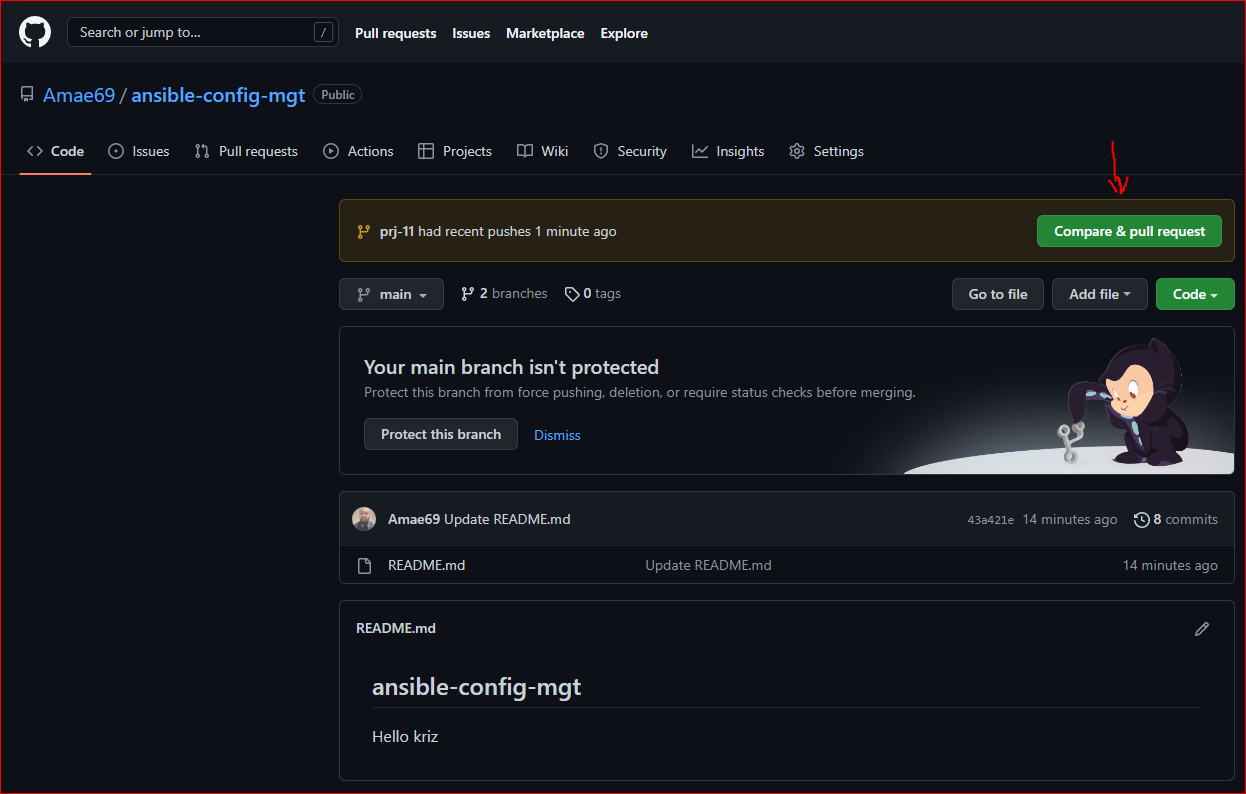 Search or jump to... /
Pull requests Issues Marketplace Explore
Amae69 / ansible-config-mgt Public
Code Issues Pull requests Actions Projects Wiki Security Insights Settings
prj-11 had recent pushes 1 minute ago Compare & pull request
main 2 branches 0 tags Go to file Add file Code
Your main branch isn't protected
Protect this branch from force pushing, deletion, or require status checks before merging.
Protect this branch Dismiss
Amae69 Update README.md 43a421e 14 minutes ago 8 commits
README.md Update README.md 14 minutes ago
README.md
ansible-config-mgt
Hello kriz